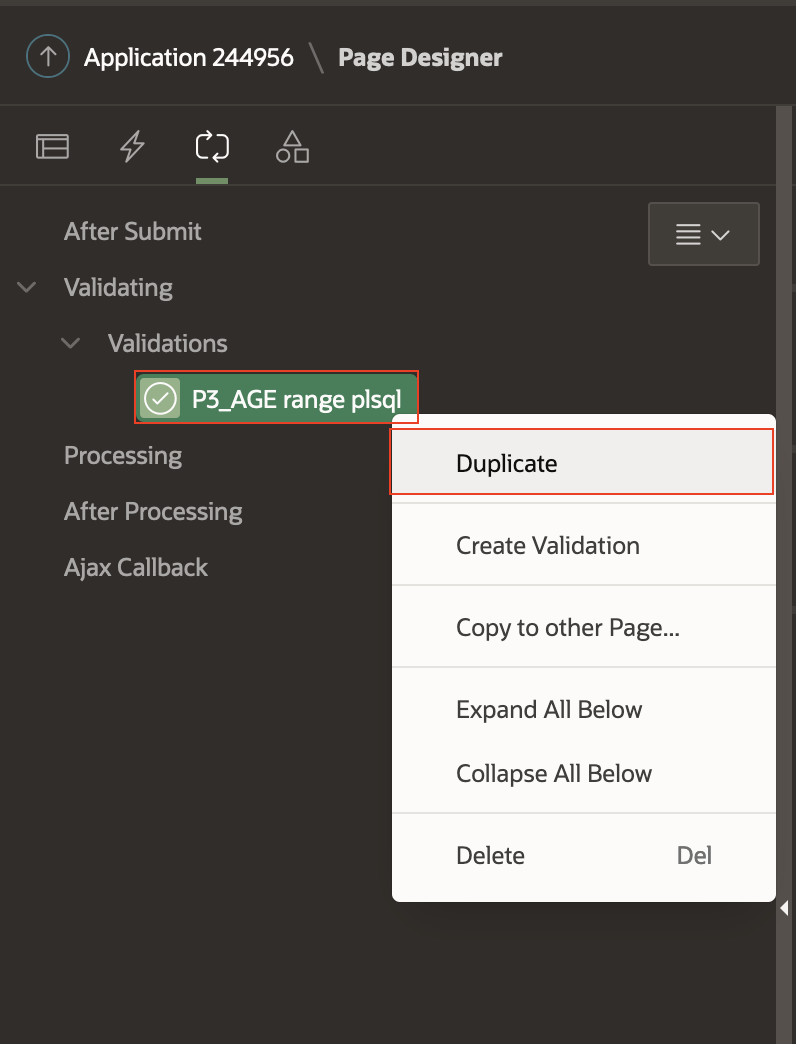 Application 244956 \ Page Designer
After Submit
Validating
Validations
P3_AGE range plsql
Processing
After Processing
Ajax Callback
Duplicate
Create Validation
Copy to other Page...
Expand All Below
Collapse All Below
Delete Del